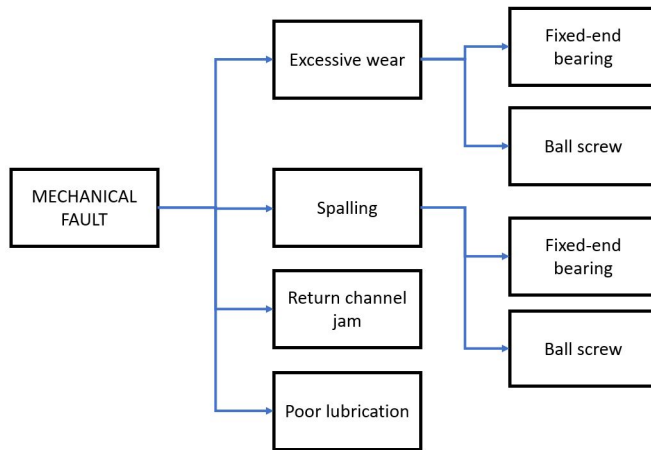 MECHANICAL
FAULT
Excessive wear
Fixed-end
bearing
Ball screw
Spalling
Fixed-end
bearing
Ball screw
Return channel
jam
Poor lubrication